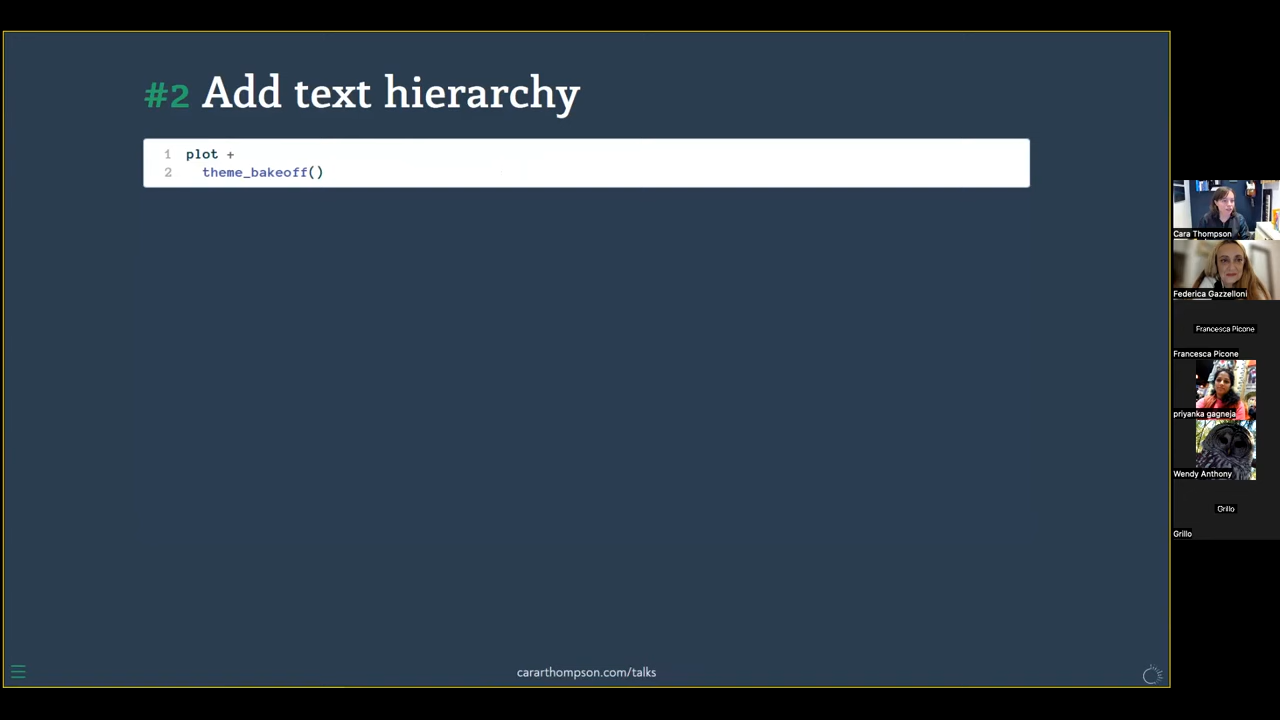 #2 Add text hierarchy
1 plot +
2 theme_bakeoff()
cararthompson.com/talks
Cara Thompson
Federica Gazzelloni
Francesca Picone
Francesca Picone
priyanka gagneja
Wendy Anthony
Grillo
Grillo